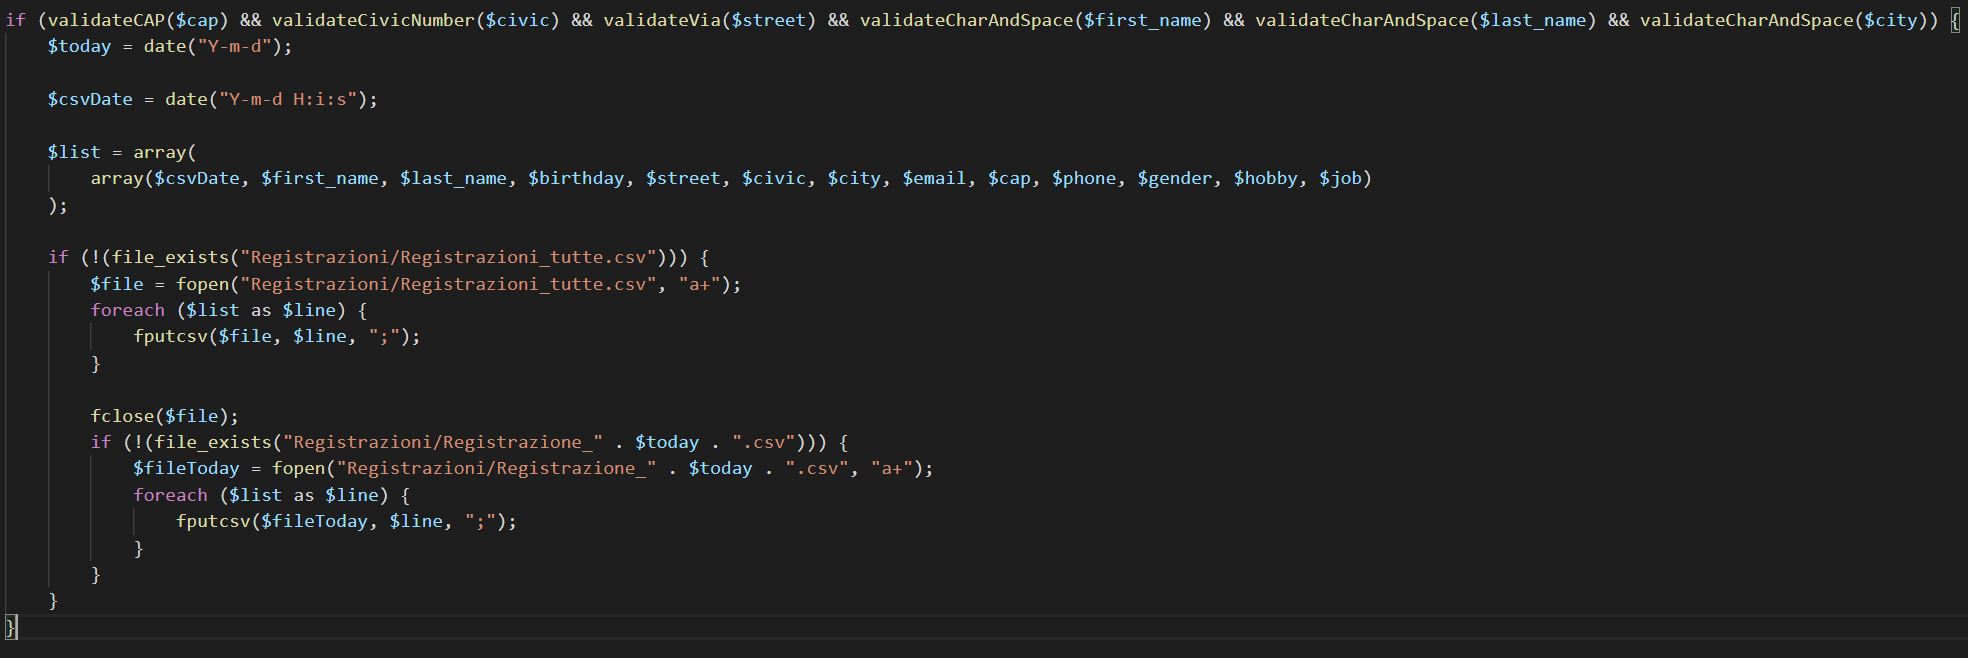 if (validateCAP($cap) && validateCivicNumber($civic) && validateVia($street) && validateCharAndSpace($first_name) && validateCharAndSpace($last_name) && validateCharAndSpace($city)) {
    $today = date("Y-m-d");

    $csvDate = date("Y-m-d H:i:s");

    $list = array(
        array($csvDate, $first_name, $last_name, $birthday, $street, $civic, $city, $email, $cap, $phone, $gender, $hobby, $job)
    );

    if (!(file_exists("Registrazioni/Registrazioni_tutte.csv"))) {
        $file = fopen("Registrazioni/Registrazioni_tutte.csv", "a+");
        foreach ($list as $line) {
            fputcsv($file, $line, ";");
        }

        fclose($file);
        if (!(file_exists("Registrazioni/Registrazione_" . $today . ".csv"))) {
            $fileToday = fopen("Registrazioni/Registrazione_" . $today . ".csv", "a+");
            foreach ($list as $line) {
                fputcsv($fileToday, $line, ";");
            }
        }
    }
}